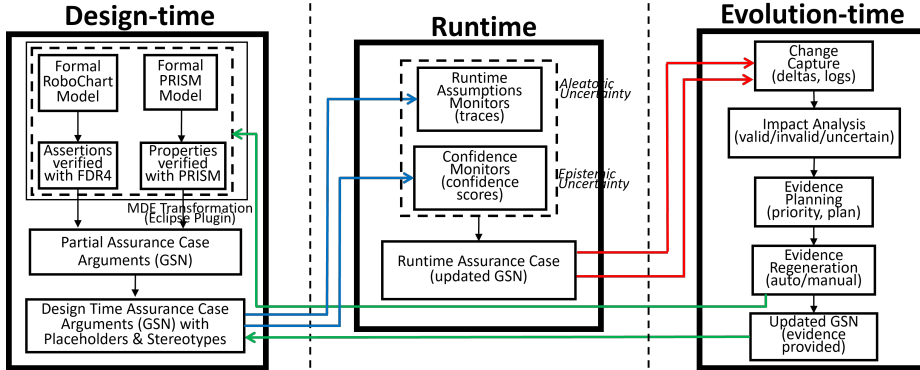 Design-time
Formal
RoboChart
Model
Formal
PRISM
Model
Assertions
verified
with FDR4
Properties
verified
with PRISM
MDE Transformation
(Eclipse Plugin)
Partial Assurance Case
Arguments (GSN)
Design Time Assurance Case
Arguments (GSN) with
Placeholders & Stereotypes
Runtime
Runtime
Assumptions
Monitors
(traces)
Aleatoric
Uncertainty
Confidence
Monitors
(confidence
scores)
Epistemic
Uncertainty
Runtime Assurance Case
(updated GSN)
Evolution-time
Change
Capture
(deltas, logs)
Impact Analysis
(valid/invalid/uncertain)
Evidence
Planning
(priority, plan)
Evidence
Regeneration
(auto/manual)
Updated GSN
(evidence
provided)